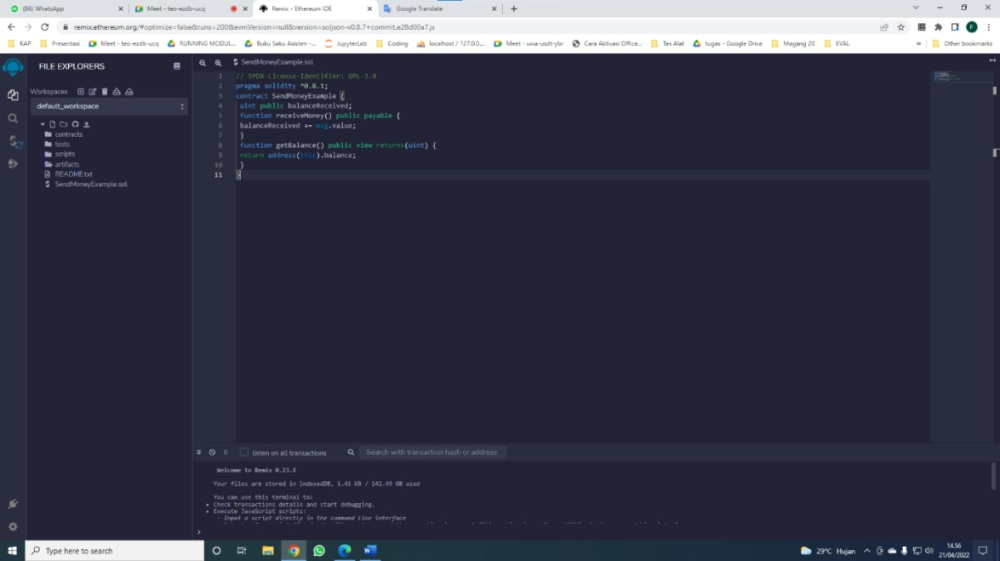 (86) WhatsApp
Meet - teo-ezdb-ucq
Remix - Ethereum IDE
Google Translate
remix.ethereum.org/#optimize=false&runs=200&evmVersion=null&version=soljson-v0.8.7+commit.e28d00a7.js
F
KAP
Presentasi
Meet - teo-ezdb-ucq
RUNNING MODUL...
Buku Saku Asisten -...
JupyterLab
Coding
localhost / 127.0.0....
Meet - uwa-usdt-ybr
Cara Aktivasi Office...
Tes Alat
tugas - Google Drive
Magang 20
EVAL
»
Other bookmarks
FILE EXPLORERS
Workspaces
default_workspace
contracts
tests
scripts
artifacts
README.txt
SendMoneyExample.sol
SendMoneyExample.sol
1 // SPDX-License-Identifier: GPL-3.0
2 pragma solidity ^0.8.1;
3 contract SendMoneyExample {
4 uint public balanceReceived;
5 function receiveMoney() public payable {
6 balanceReceived += msg.value;
7 }
8 function getBalance() public view returns(uint) {
9 return address(this).balance;
10 }
11 }
0
listen on all transactions
Search with transaction hash or address
Welcome to Remix 0.23.1
Your files are stored in indexedDB, 1.41 KB / 142.45 GB used
You can use this terminal to:
• Check transactions details and start debugging.
• Execute JavaScript scripts:
- Input a script directly in the command line interface
>
Type here to search
29°C Hujan
14.56
21/04/2022